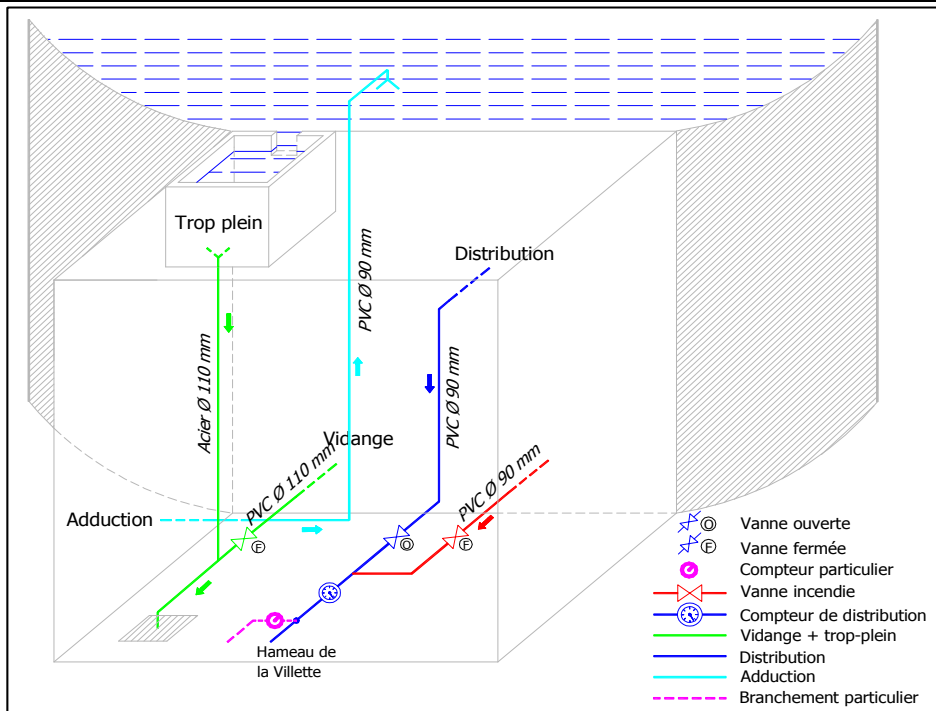 Trop plein
Distribution
PVC Ø 90 mm
Acier Ø 110 mm
PVC Ø 90 mm
Vidange
PVC Ø 110 mm
PVC Ø 90 mm
Adduction
F
O
F
Hameau de
la Villette
O Vanne ouverte
F Vanne fermée
Compteur particulier
Vanne incendie
Compteur de distribution
Vidange + trop-plein
Distribution
Adduction
Branchement particulier